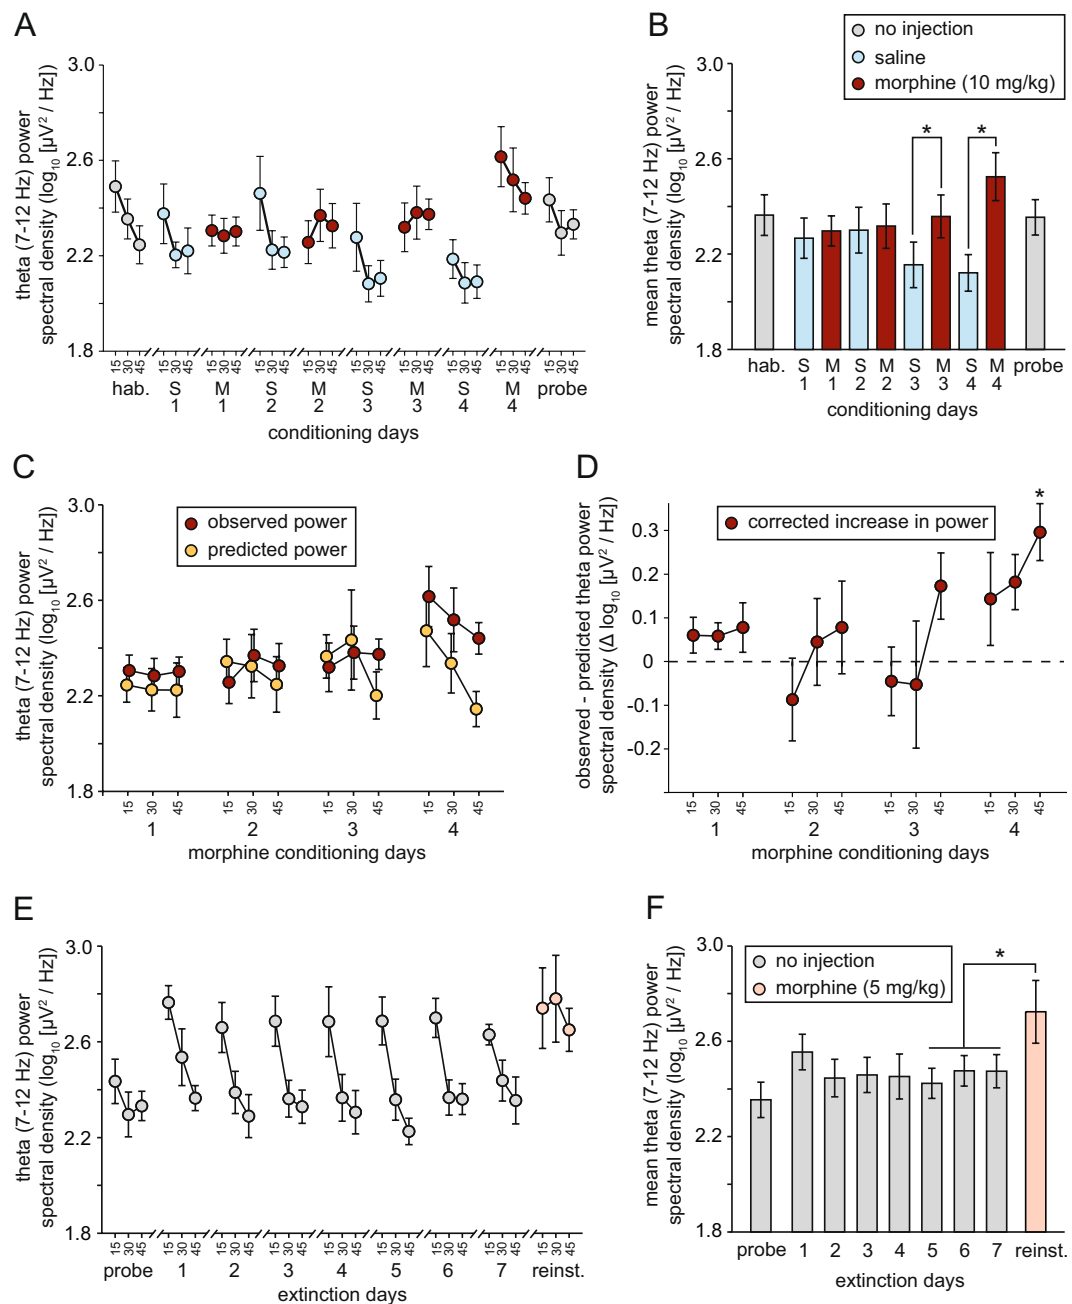 A
theta (7-12 Hz) power
spectral density (log10 [µV2 / Hz])
3.0
2.6
2.2
1.8
15 30 45 15 30 45 15 30 45 15 30 45 15 30 45 15 30 45 15 30 45 15 30 45 15 30 45 15 30 45
hab. S M S M S M S M probe
1 1 2 2 3 3 4 4
conditioning days
B
no injection
saline
morphine (10 mg/kg)
mean theta (7-12 Hz) power
spectral density (log10 [µV2 / Hz])
3.0
2.6
2.2
1.8
* *
hab. S M S M S M S M probe
1 1 2 2 3 3 4 4
conditioning days
C
observed power
predicted power
theta (7-12 Hz) power
spectral density (log10 [µV2 / Hz])
3.0
2.6
2.2
1.8
15 30 45 15 30 45 15 30 45 15 30 45
1 2 3 4
morphine conditioning days
D
corrected increase in power
*
observed - predicted theta power
spectral density (Δ log10 [µV2 / Hz])
0.3
0.2
0.1
0
-0.1
-0.2
15 30 45 15 30 45 15 30 45 15 30 45
1 2 3 4
morphine conditioning days
E
theta (7-12 Hz) power
spectral density (log10 [µV2 / Hz])
3.0
2.6
2.2
1.8
15 30 45 15 30 45 15 30 45 15 30 45 15 30 45 15 30 45 15 30 45 15 30 45 15 30 45
probe 1 2 3 4 5 6 7 reinst.
extinction days
F
no injection
morphine (5 mg/kg)
*
mean theta (7-12 Hz) power
spectral density (log10 [µV2 / Hz])
3.0
2.6
2.2
1.8
probe 1 2 3 4 5 6 7 reinst.
extinction days